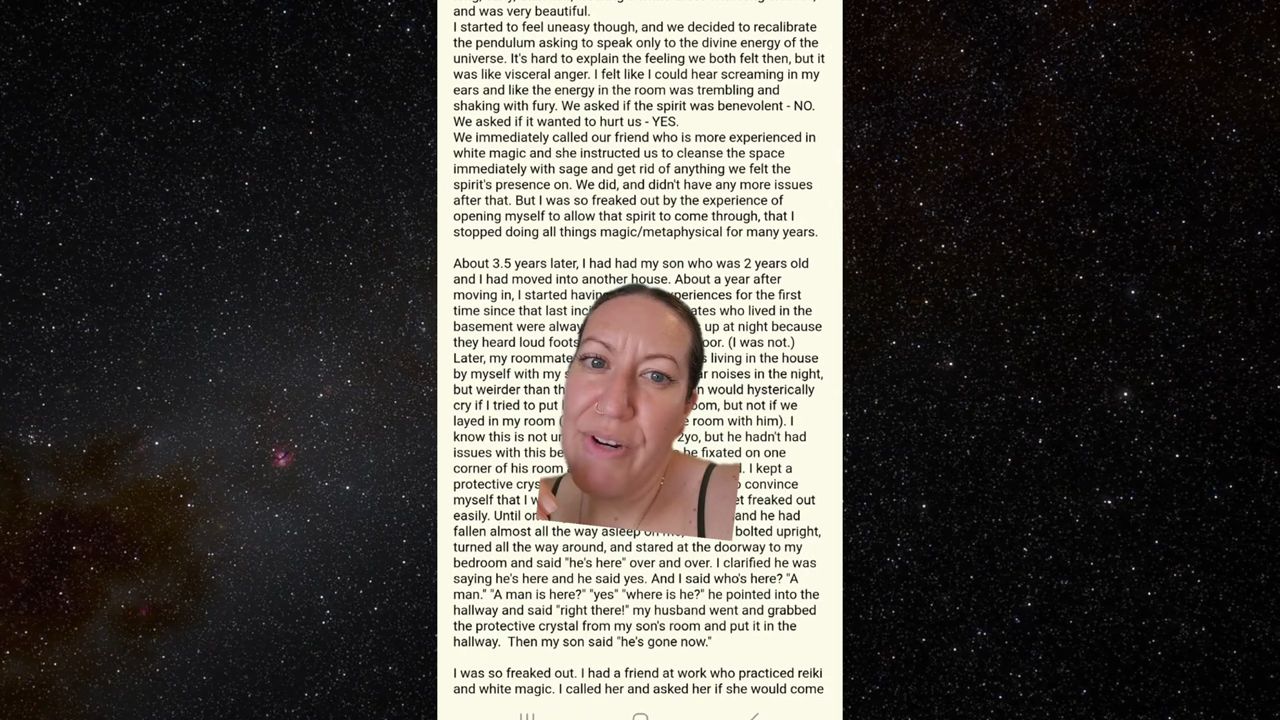 and was very beautiful.
I started to feel uneasy though, and we decided to recalibrate
the pendulum asking to speak only to the divine energy of the
universe. It's hard to explain the feeling we both felt then, but it
was like visceral anger. I felt like I could hear screaming in my
ears and like the energy in the room was trembling and
shaking with fury. We asked if the spirit was benevolent - NO.
We asked if it wanted to hurt us - YES.
We immediately called our friend who is more experienced in
white magic and she instructed us to cleanse the space
immediately with sage and get rid of anything we felt the
spirit's presence on. We did, and didn't have any more issues
after that. But I was so freaked out by the experience of
opening myself to allow that spirit to come through, that I
stopped doing all things magic/metaphysical for many years.
About 3.5 years later, I had had my son who was 2 years old
and I had moved into another house. About a year after
moving in, I started having experiences for the first
time since that last who lived in the
basement were up at night because
they heard loud (I was not.)
Later, my living in the house
by myself with my noises in the night,
but weirder than would hysterically
cry if I tried to put but not if we
layed in my room ( room with him). I
know this is not 2yo, but he hadn't had
issues with this be fixated on one
corner of his room I kept a
protective convince
myself that I freaked out
easily. Until and he had
fallen almost all the way asleep on bolted upright,
turned all the way around, and stared at the doorway to my
bedroom and said "he's here" over and over. I clarified he was
saying he's here and he said yes. And I said who's here? "A
man." "A man is here?" "yes" "where is he?" he pointed into the
hallway and said "right there!" my husband went and grabbed
the protective crystal from my son's room and put it in the
hallway. Then my son said "he's gone now."
I was so freaked out. I had a friend at work who practiced reiki
and white magic. I called her and asked her if she would come